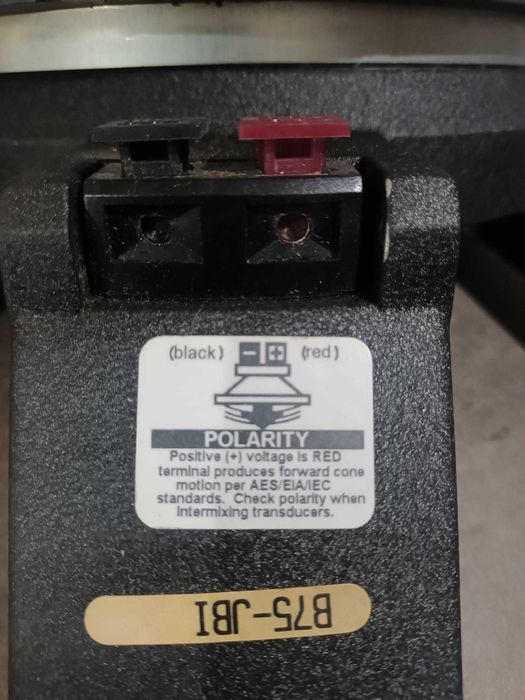 (black) − + (red)
POLARITY
Positive (+) voltage is RED
terminal produces forward cone
motion per AES/EIA/IEC
standards. Check polarity when
intermixing transducers.
B75-JBI